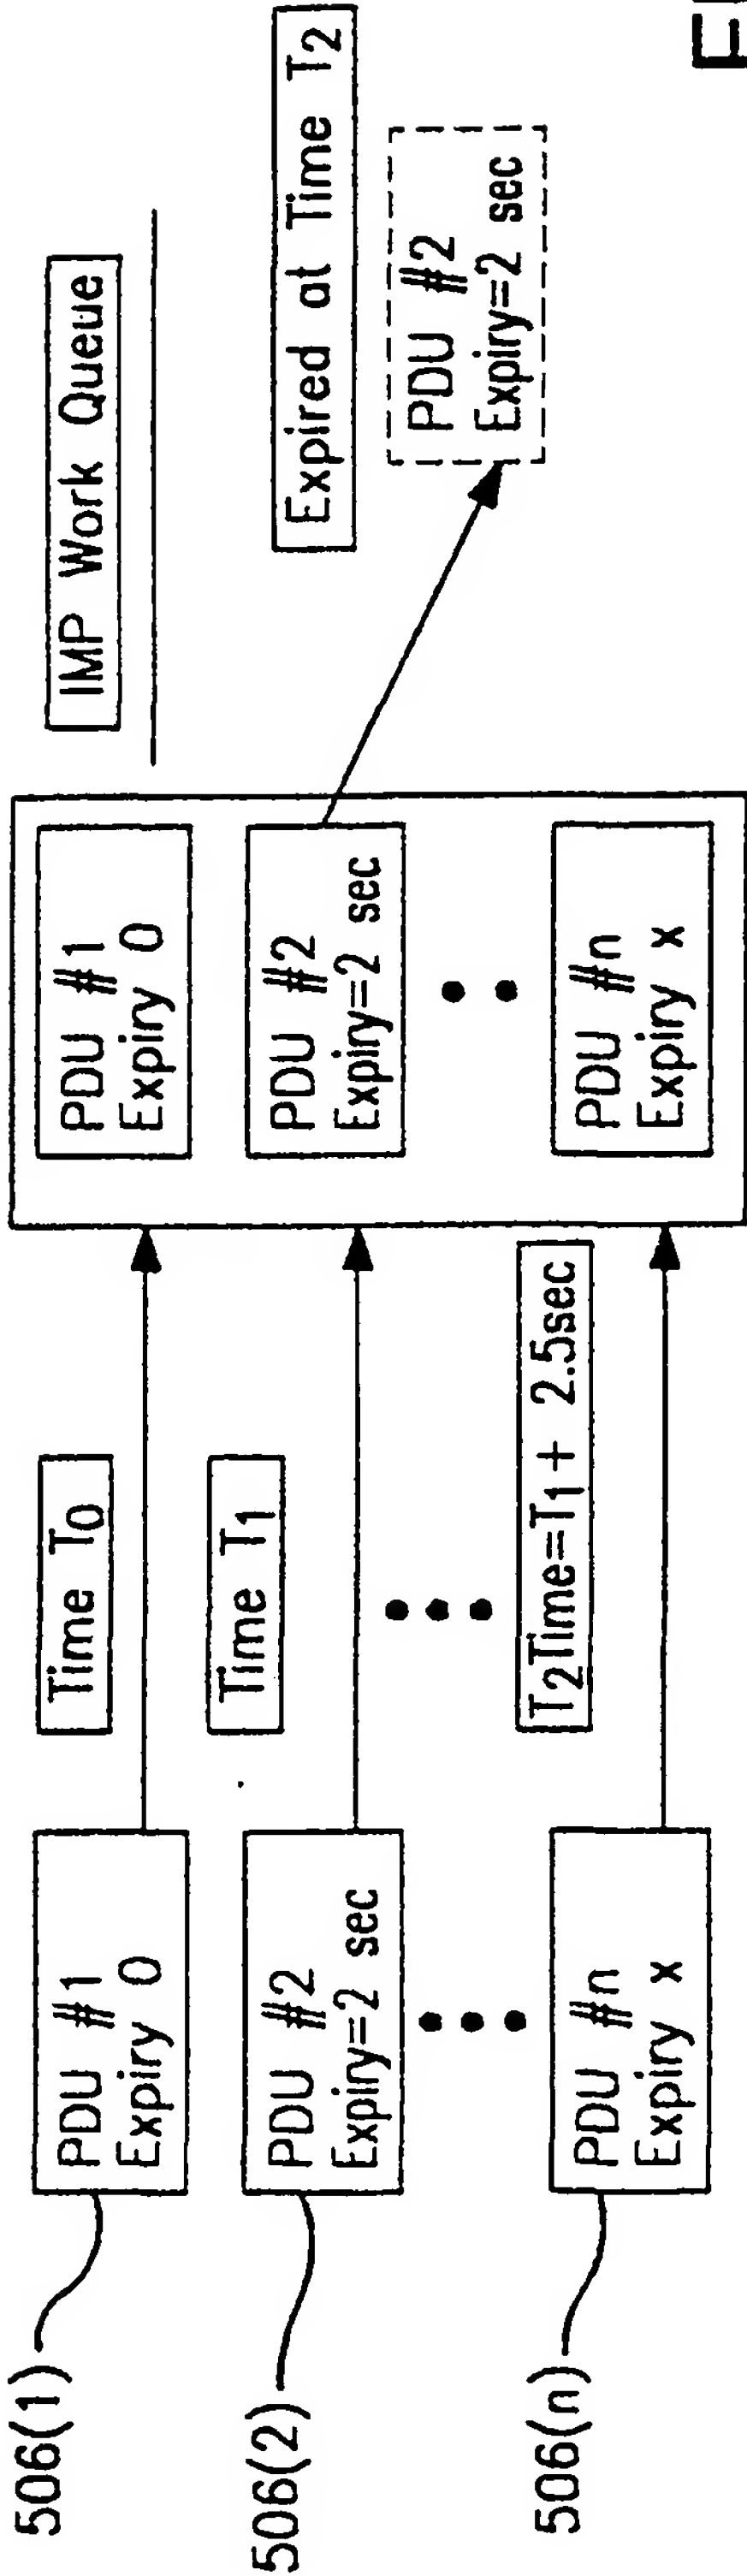 506(1)
PDU #1
Expiry 0
Time T0
PDU #1
Expiry 0
IMP Work Queue
506(2)
PDU #2
Expiry=2 sec
Time T1
PDU #2
Expiry=2 sec
Expired at Time T2
PDU #2
Expiry=2 sec
506(n)
PDU #n
Expiry x
T2Time=T1+ 2.5sec
PDU #n
Expiry x